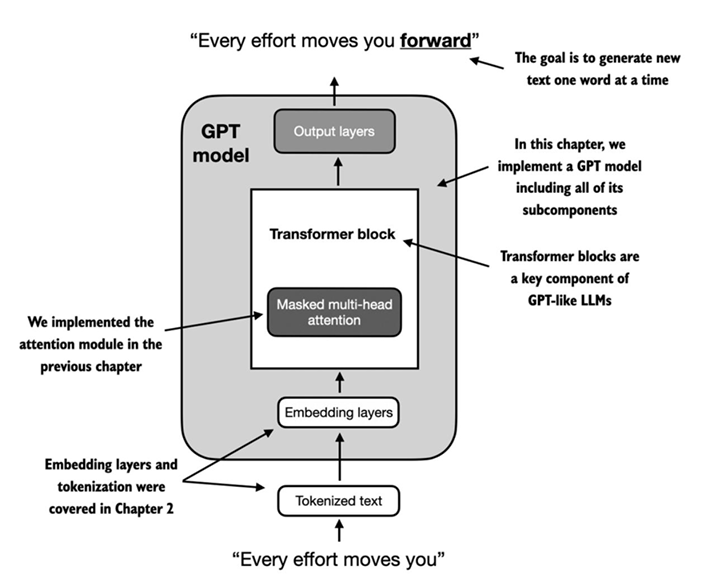 “Every effort moves you forward”
The goal is to generate new
text one word at a time
GPT
model
Output layers
In this chapter, we
implement a GPT model
including all of its
subcomponents
Transformer block
Transformer blocks are
a key component of
GPT-like LLMs
Masked multi-head
attention
We implemented the
attention module in the
previous chapter
Embedding layers
Embedding layers and
tokenization were
covered in Chapter 2
Tokenized text
“Every effort moves you”